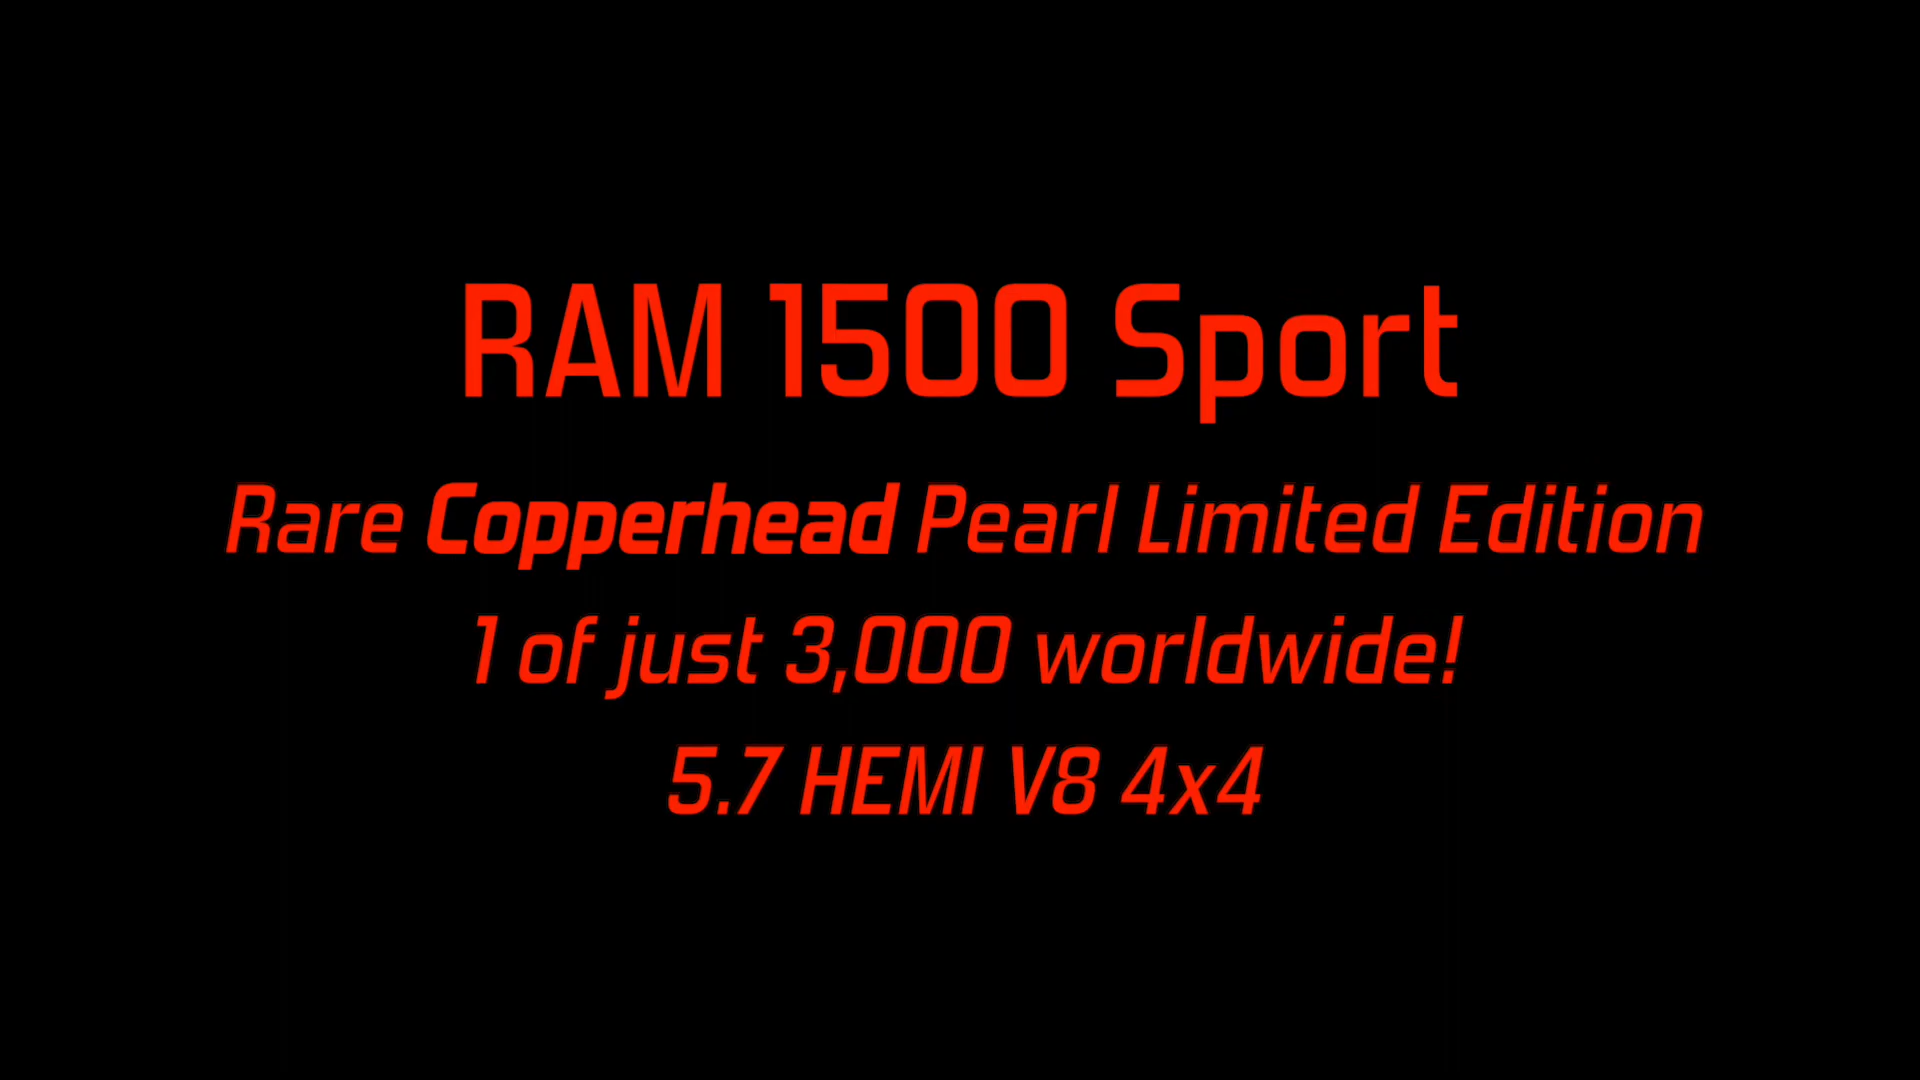 RAM 1500 Sport
Rare Copperhead Pearl Limited Edition
1 of just 3,000 worldwide!
5.7 HEMI V8 4x4